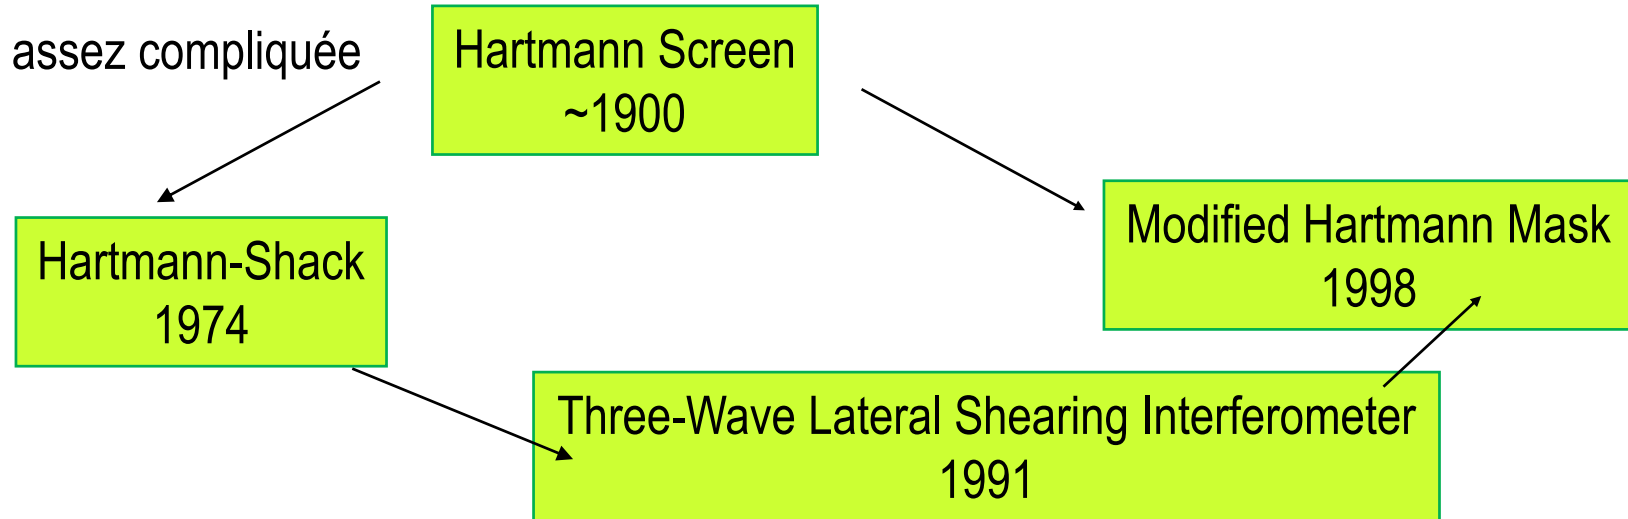 assez compliquée
Hartmann Screen
~1900
Hartmann-Shack
1974
Modified Hartmann Mask
1998
Three-Wave Lateral Shearing Interferometer
1991